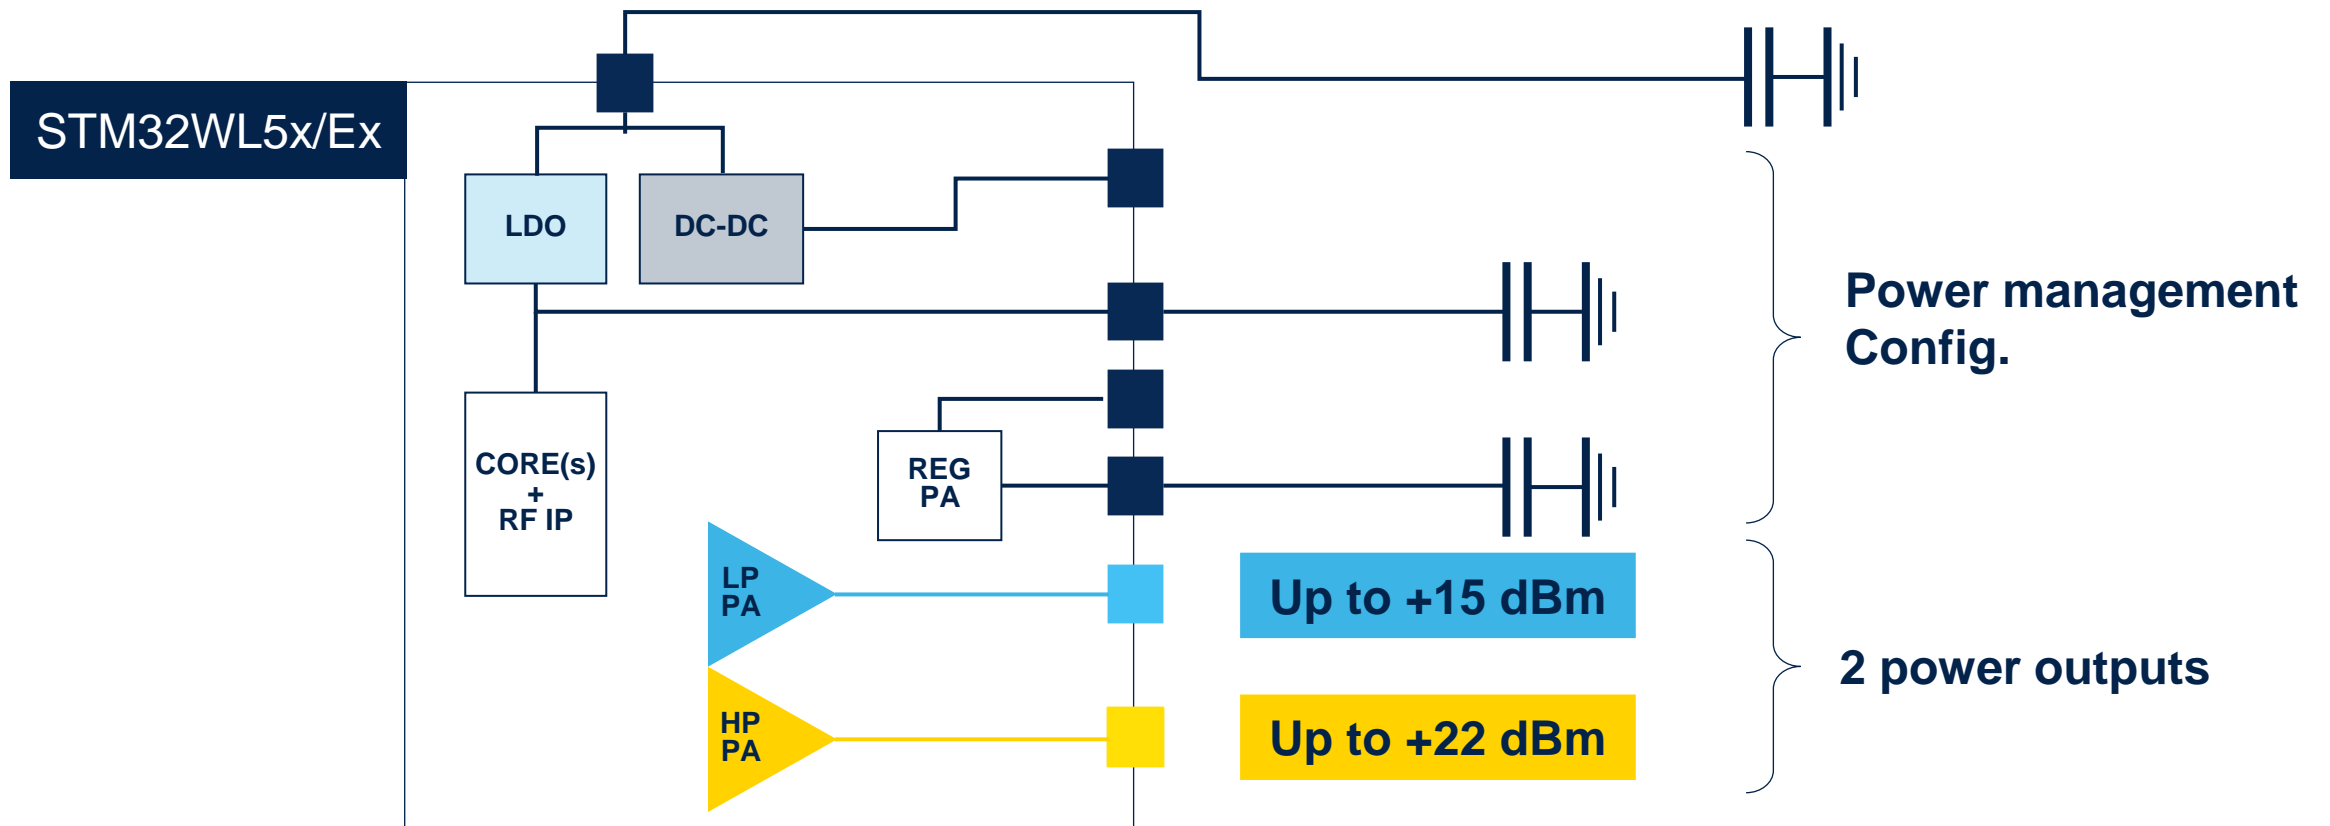 STM32WL5x/Ex
LDO
DC-DC
Power management
Config.
CORE(s)
+
RF IP
REG
PA
LP
PA
Up to +15 dBm
2 power outputs
HP
PA
Up to +22 dBm